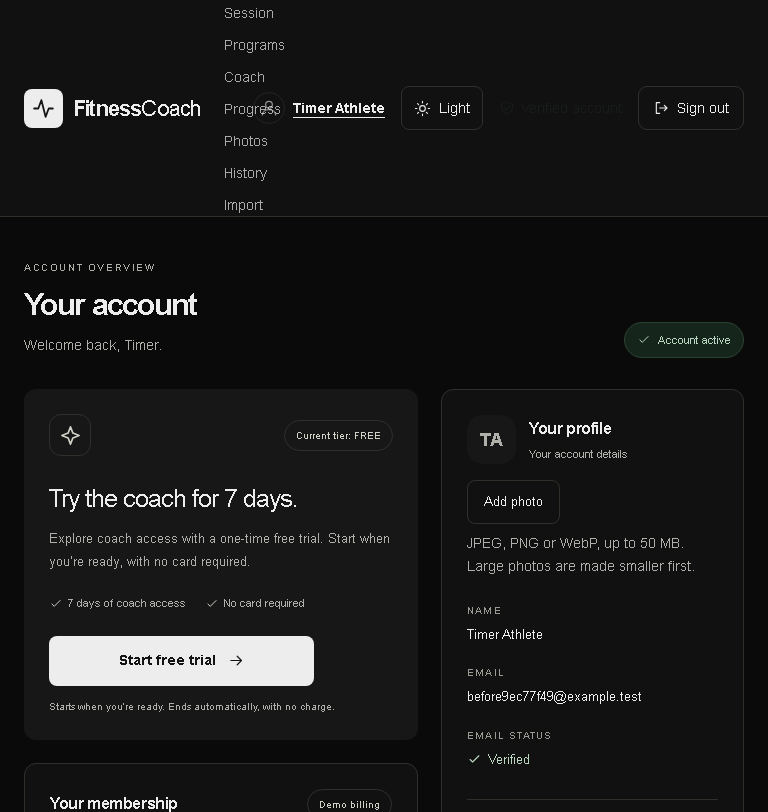 Session
Programs
Coach
FitnessCoach
Progress
Timer Athlete
Light
Verified account
Sign out
Photos
History
Import
ACCOUNT OVERVIEW
Your account
Welcome back, Timer.
Account active
Current tier: FREE
Try the coach for 7 days.
Explore coach access with a one-time free trial. Start when
you're ready, with no card required.
7 days of coach access
No card required
Start free trial
Starts when you're ready. Ends automatically, with no charge.
Your membership
Demo billing
TA
Your profile
Your account details
Add photo
JPEG, PNG or WebP, up to 50 MB.
Large photos are made smaller first.
NAME
Timer Athlete
EMAIL
before9ec77f49@example.test
EMAIL STATUS
Verified